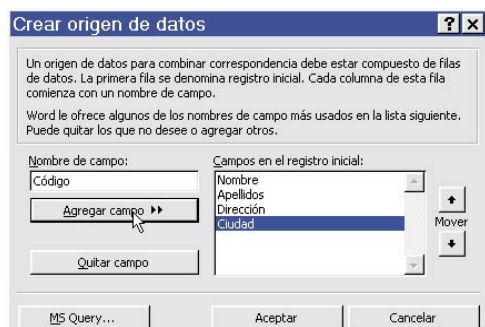 Crear origen de datos
Un origen de datos para combinar correspondencia debe estar compuesto de filas
de datos. La primera fila se denomina registro inicial. Cada columna de esta fila
comienza con un nombre de campo.
Word le ofrece algunos de los nombres de campo más usados en la lista siguiente.
Puede quitar los que no desee o agregar otros.
Nombre de campo:
Código
Agregar campo
Quitar campo
Campos en el registro inicial:
Nombre
Apellidos
Dirección
Ciudad
Mover
MS Query...
Aceptar
Cancelar